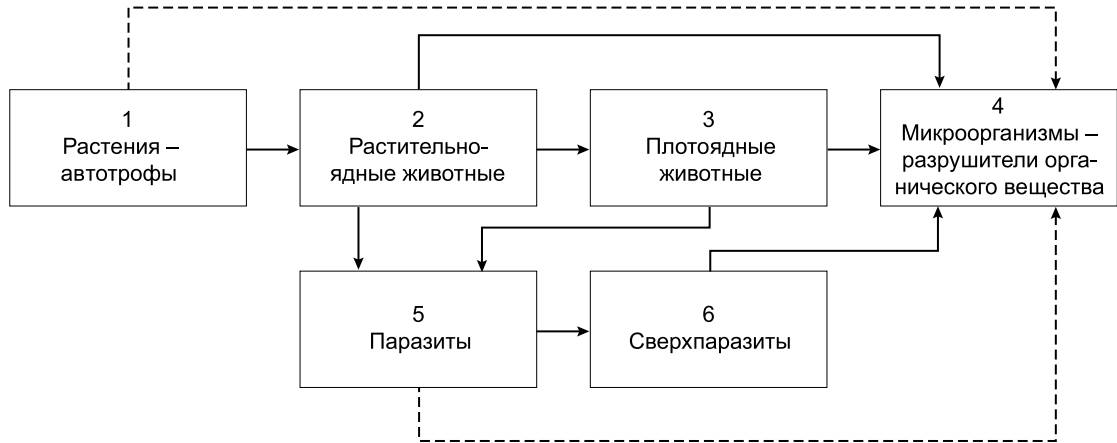 1
Растения –
автотрофы
2
Растительно-
ядные животные
3
Плотоядные
животные
4
Микроорганизмы –
разрушители орга-
нического вещества
5
Паразиты
6
Сверхпаразиты